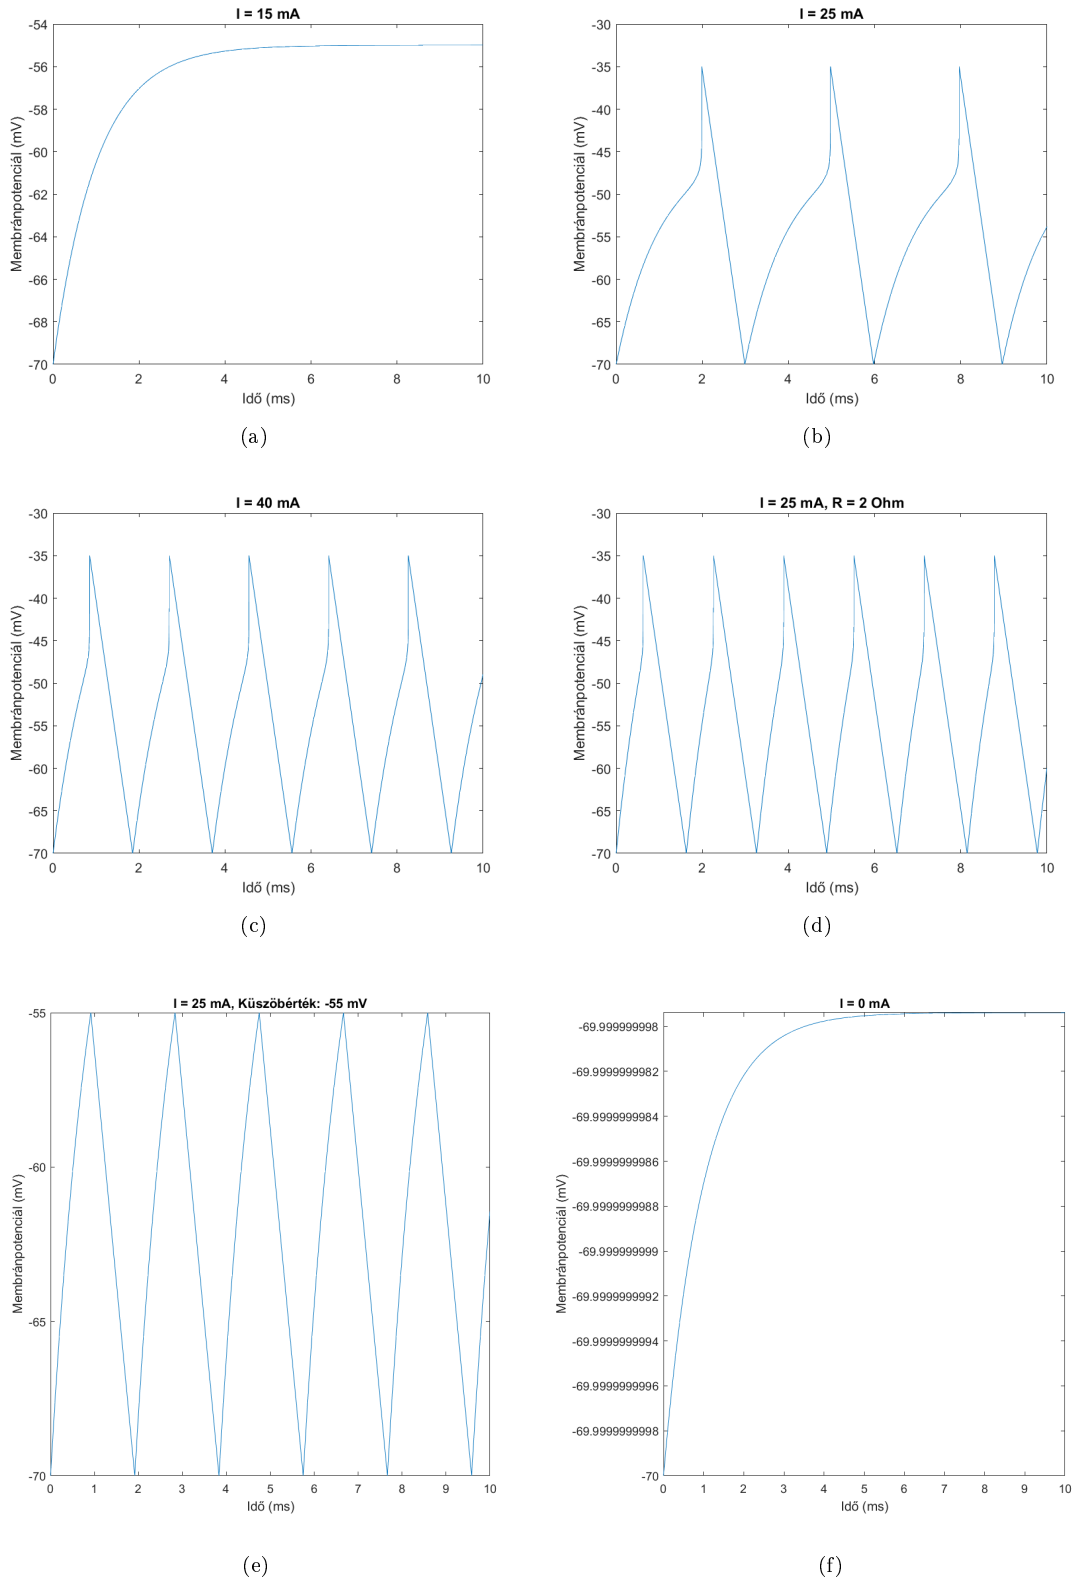 I = 15 mA
-54
-56
-58
-60
-62
-64
-66
-68
-70
Membránpotenciál (mV)
0 2 4 6 8 10
Idő (ms)
(a)
I = 25 mA
-30
-35
-40
-45
-50
-55
-60
-65
-70
Membránpotenciál (mV)
0 2 4 6 8 10
Idő (ms)
(b)
I = 40 mA
-30
-35
-40
-45
-50
-55
-60
-65
-70
Membránpotenciál (mV)
0 2 4 6 8 10
Idő (ms)
(c)
I = 25 mA, R = 2 Ohm
-30
-35
-40
-45
-50
-55
-60
-65
-70
Membránpotenciál (mV)
0 2 4 6 8 10
Idő (ms)
(d)
I = 25 mA, Küszöbérték: -55 mV
-55
-60
-65
-70
Membránpotenciál (mV)
0 1 2 3 4 5 6 7 8 9 10
Idő (ms)
(e)
I = 0 mA
-69.999999998
-69.9999999982
-69.9999999984
-69.9999999986
-69.9999999988
-69.999999999
-69.9999999992
-69.9999999994
-69.9999999996
-69.9999999998
-70
Membránpotenciál (mV)
0 1 2 3 4 5 6 7 8 9 10
Idő (ms)
(f)